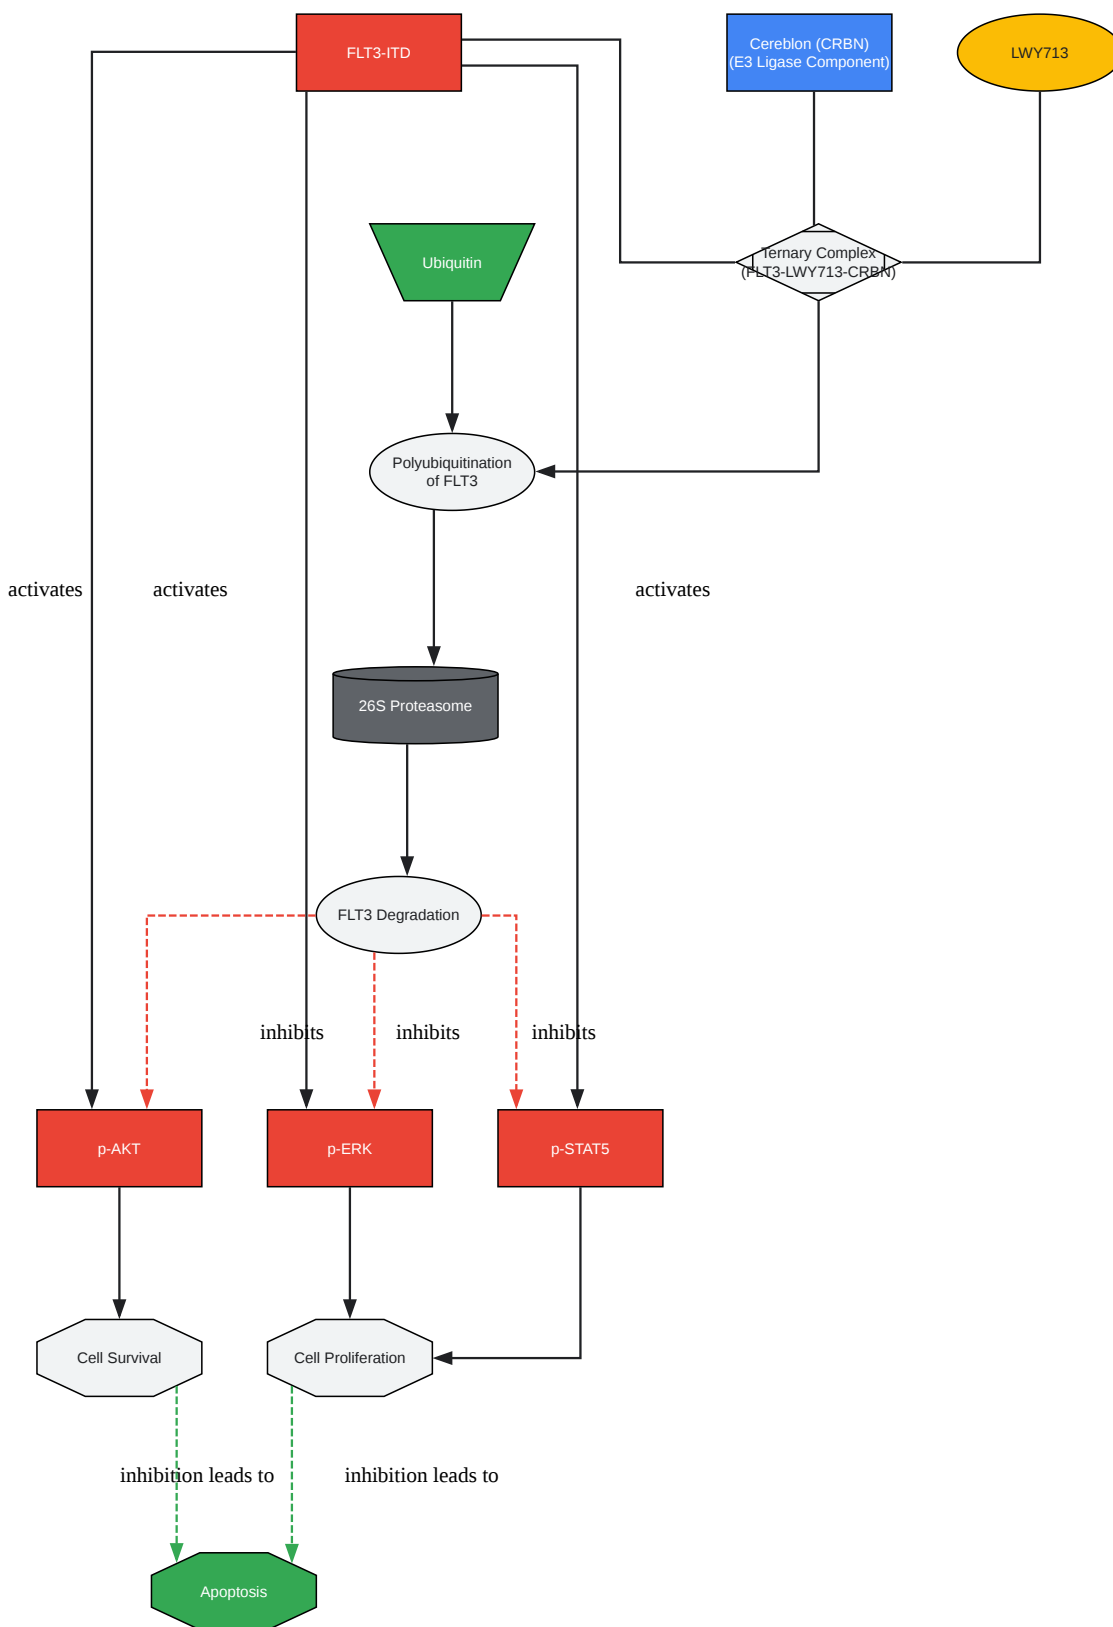 FLT3-ITD
Cereblon (CRBN)
(E3 Ligase Component)
LWY713
Ubiquitin
Ternary Complex
(FLT3-LWY713-CRBN)
Polyubiquitination
of FLT3
activates
activates
activates
26S Proteasome
FLT3 Degradation
inhibits
inhibits
inhibits
p-AKT
p-ERK
p-STAT5
Cell Survival
Cell Proliferation
inhibition leads to
inhibition leads to
Apoptosis